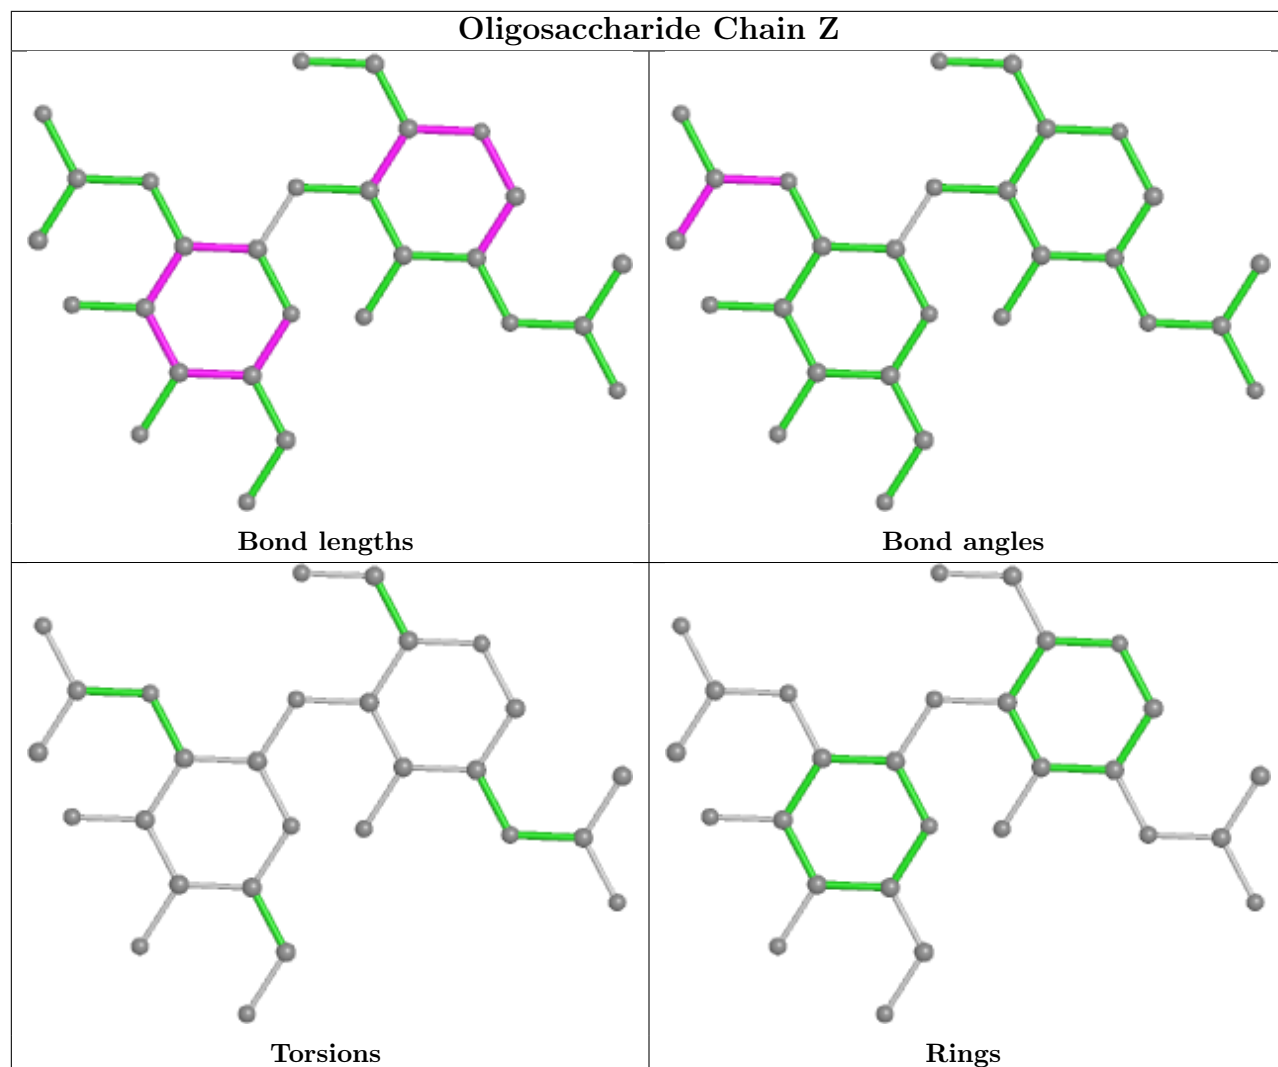 Oligosaccharide Chain Z
Bond lengths
Bond angles
Torsions
Rings